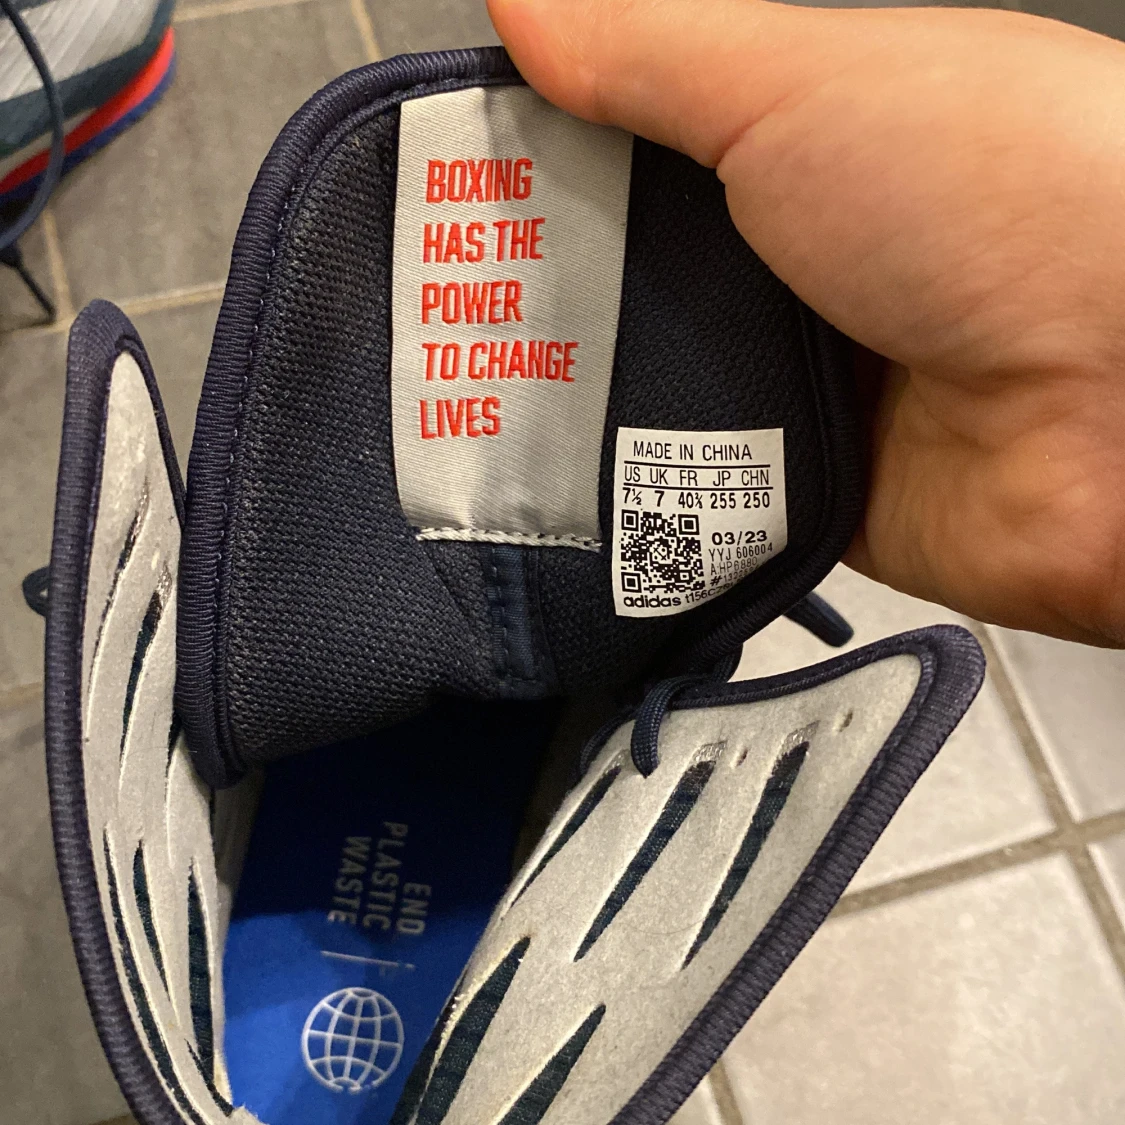 BOXING
HAS THE
POWER
TO CHANGE
LIVES
MADE IN CHINA
US UK FR JP CHN
7½ 7 40⅔ 255 250
03/23
YYJ 606004
adidas
END
PLASTIC
WASTE